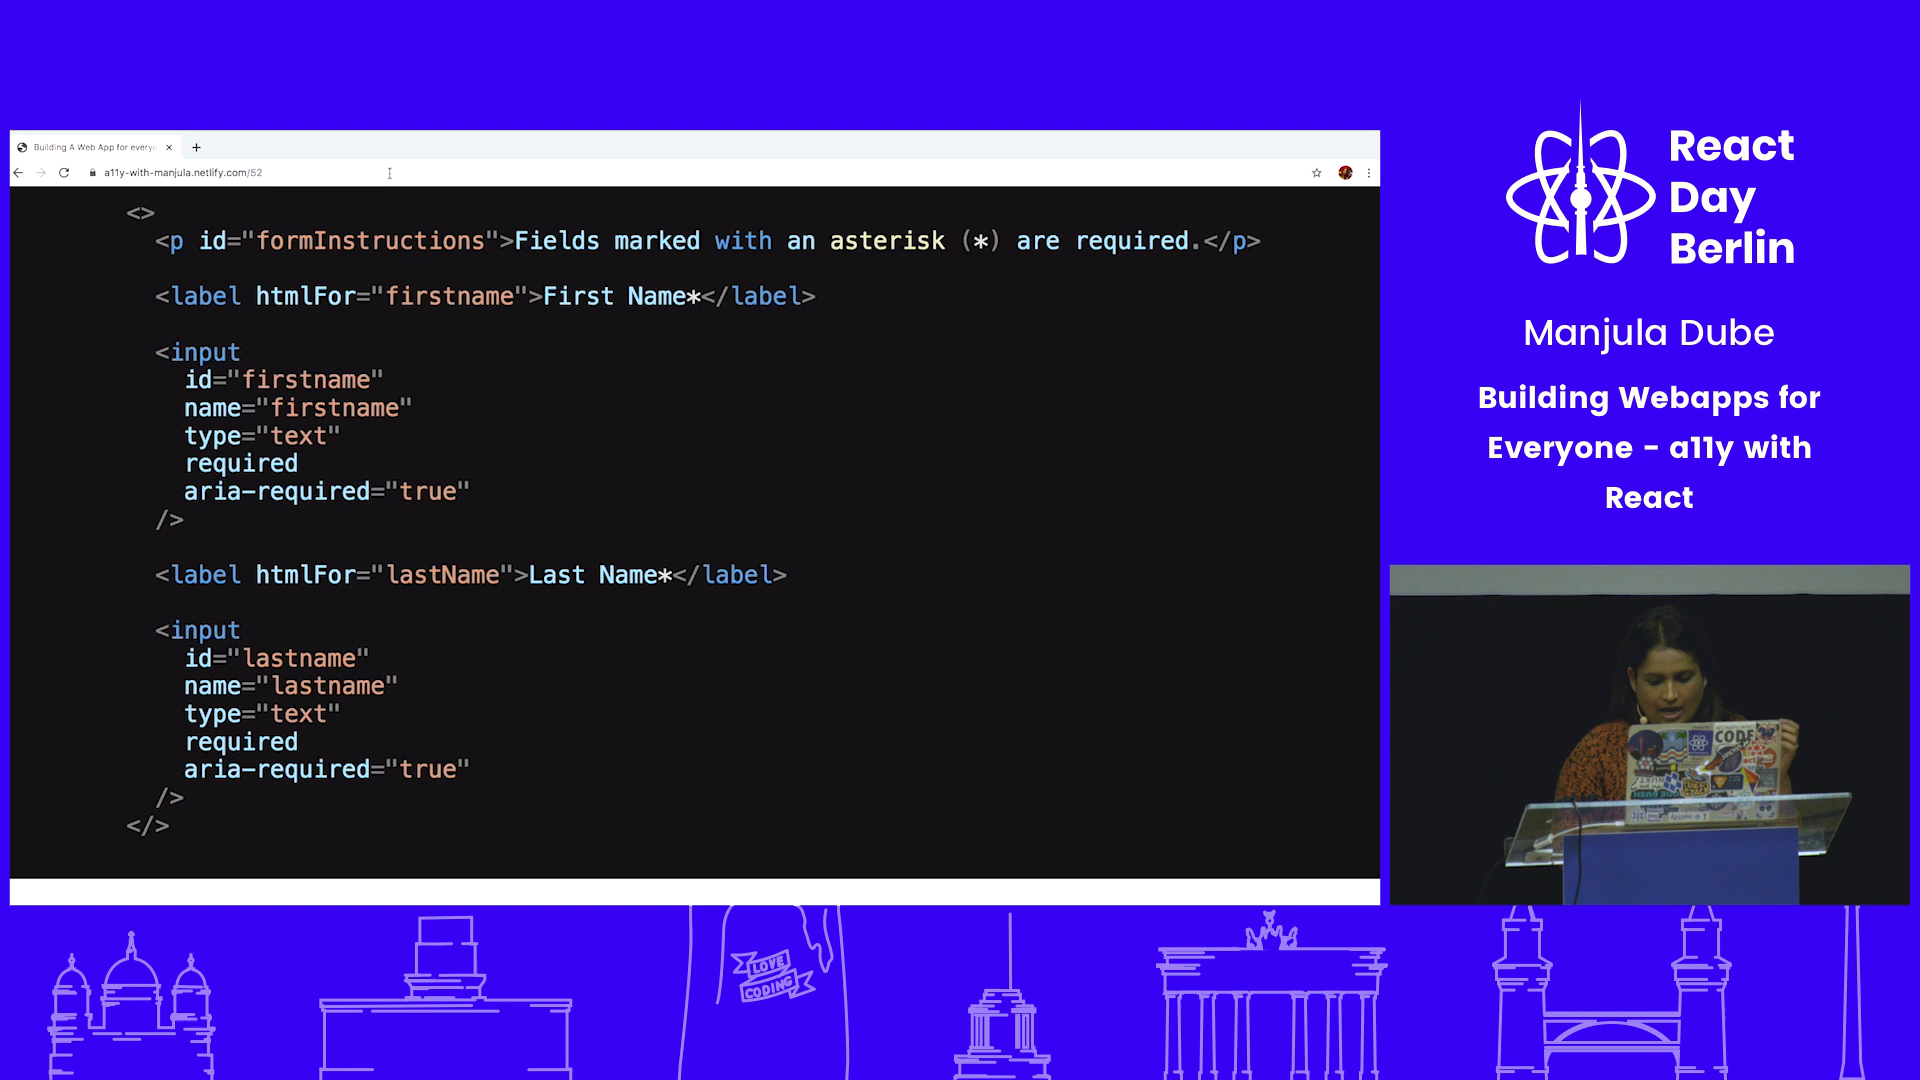 Building A Web App for everyn
a11y-with-manjula.netlify.com/52
<>
<p id="formInstructions">Fields marked with an asterisk (*) are required.</p>
<label htmlFor="firstname">First Name*</label>
<input
id="firstname"
name="firstname"
type="text"
required
aria-required="true"
/>
<label htmlFor="lastName">Last Name*</label>
<input
id="lastname"
name="lastname"
type="text"
required
aria-required="true"
/>
</>
React
Day
Berlin
Manjula Dube
Building Webapps for
Everyone - a11y with
React
CODE
LOVE
CODING